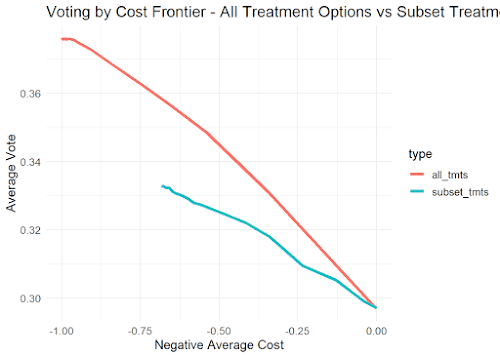 Voting by Cost Frontier - All Treatment Options vs Subset Treatme
0.36
0.34
0.32
0.30
Average Vote
-1.00 -0.75 -0.50 -0.25 0.00
Negative Average Cost
type
all_tmts
subset_tmts